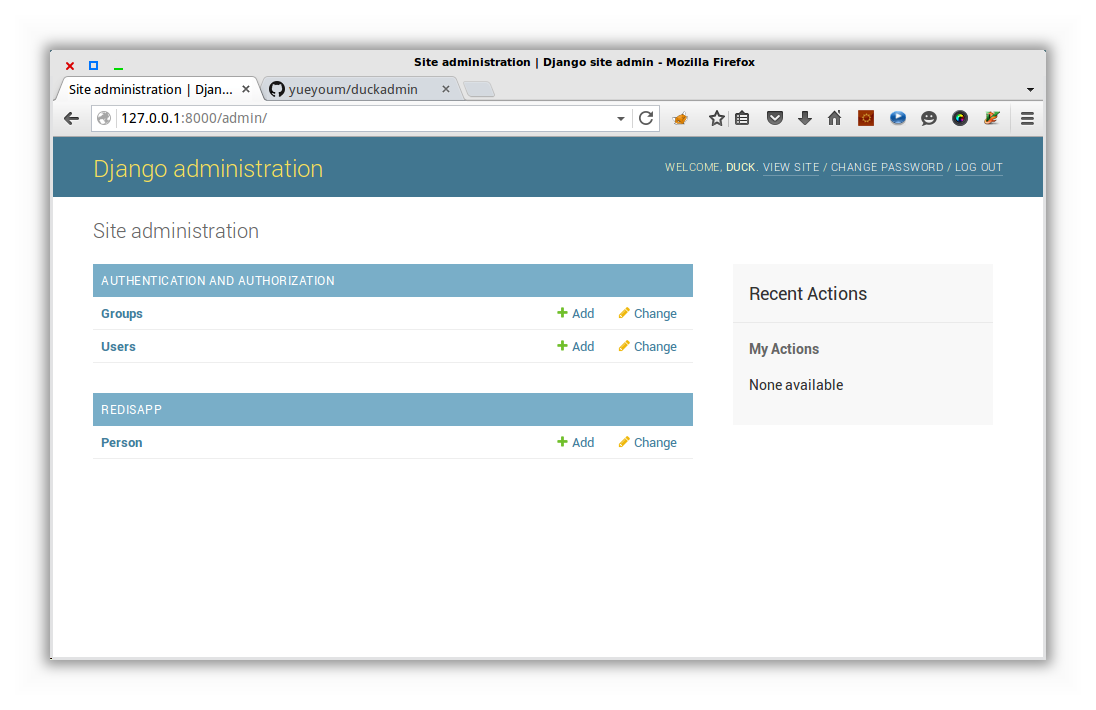 Site administration | Django site admin - Mozilla Firefox
Site administration | Djan... yueyoum/duckadmin
127.0.0.1:8000/admin/
Django administration WELCOME, DUCK. VIEW SITE / CHANGE PASSWORD / LOG OUT
Site administration
AUTHENTICATION AND AUTHORIZATION
Groups Add Change
Users Add Change
REDISAPP
Person Add Change
Recent Actions
My Actions
None available